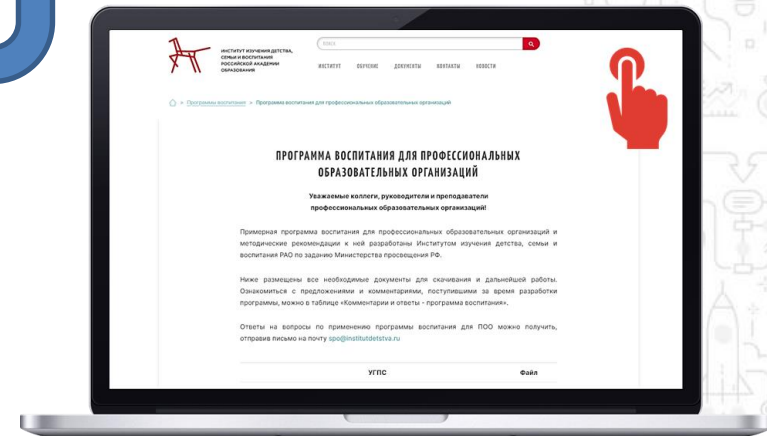 ИНСТИТУТ ИЗУЧЕНИЯ ДЕТСТВА,
СЕМЬИ И ВОСПИТАНИЯ
РОССИЙСКОЙ АКАДЕМИИ
ОБРАЗОВАНИЯ
ПОИСК
ИНСТИТУТ ОБУЧЕНИЕ ДОКУМЕНТЫ КОНТАКТЫ НОВОСТИ
» Программы воспитания » Программа воспитания для профессиональных образовательных организаций
ПРОГРАММА ВОСПИТАНИЯ ДЛЯ ПРОФЕССИОНАЛЬНЫХ
ОБРАЗОВАТЕЛЬНЫХ ОРГАНИЗАЦИЙ
Уважаемые коллеги, руководители и преподаватели
профессиональных образовательных организаций!
Примерная программа воспитания для профессиональных образовательных организаций и
методические рекомендации к ней разработаны Институтом изучения детства, семьи и
воспитания РАО по заданию Министерства просвещения РФ.
Ниже размещены все необходимые документы для скачивания и дальнейшей работы.
Ознакомиться с предложениями и комментариями, поступившими за время разработки
программы, можно в таблице «Комментарии и ответы - программа воспитания».
Ответы на вопросы по применению программы воспитания для ПОО можно получить,
отправив письмо на почту spo@institutdetstva.ru
УГПС Файл